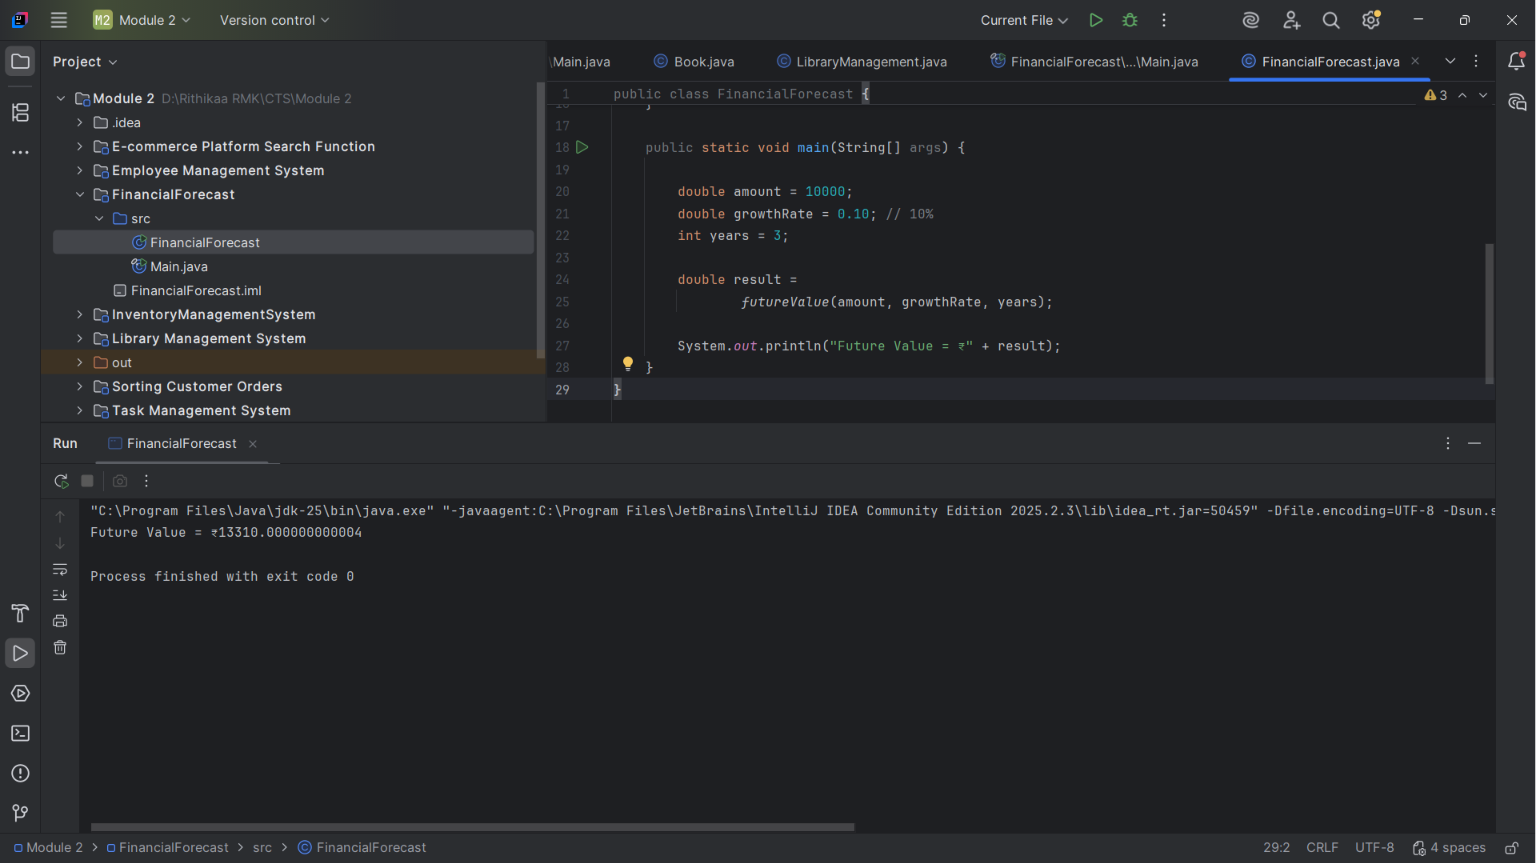 M2 Module 2 Version control Current File
Project
\Main.java Book.java LibraryManagement.java FinancialForecast\...\Main.java FinancialForecast.java
Module 2 D:\Rithikaa RMK\CTS\Module 2
.idea
E-commerce Platform Search Function
Employee Management System
FinancialForecast
src
FinancialForecast
Main.java
FinancialForecast.iml
InventoryManagementSystem
Library Management System
out
Sorting Customer Orders
Task Management System
1 public class FinancialForecast {
3
16 }
17
18 public static void main(String[] args) {
19
20 double amount = 10000;
21 double growthRate = 0.10; // 10%
22 int years = 3;
23
24 double result =
25 futureValue(amount, growthRate, years);
26
27 System.out.println("Future Value = ₹" + result);
28 }
29 }
Run FinancialForecast
"C:\Program Files\Java\jdk-25\bin\java.exe" "-javaagent:C:\Program Files\JetBrains\IntelliJ IDEA Community Edition 2025.2.3\lib\idea_rt.jar=50459" -Dfile.encoding=UTF-8 -Dsun.s
Future Value = ₹13310.000000000004
Process finished with exit code 0
Module 2 > FinancialForecast > src > FinancialForecast
29:2 CRLF UTF-8 4 spaces